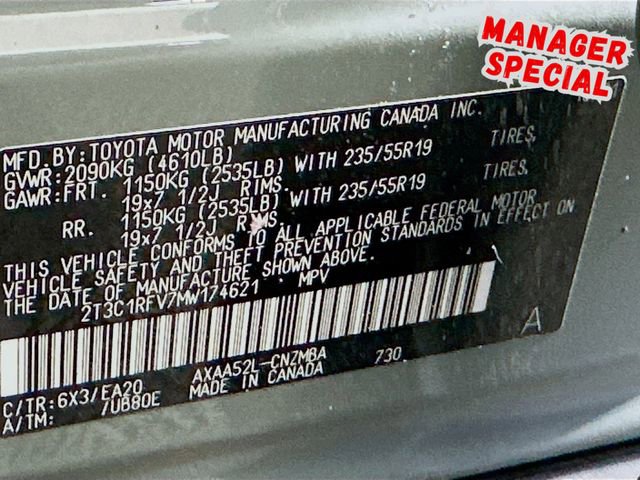 MANAGER
SPECIAL
MFD. BY: TOYOTA MOTOR MANUFACTURING CANADA INC.
GVWR: 2090KG (4610LB)
GAWR: FRT. 1150KG (2535LB) WITH 235/55R19 TIRES,
19x7 1/2J RIMS.
RR. 1150KG (2535LB) WITH 235/55R19 TIRES,
19x7 1/2J RIMS
THIS VEHICLE CONFORMS TO ALL APPLICABLE FEDERAL MOTOR
VEHICLE SAFETY AND THEFT PREVENTION STANDARDS IN EFFECT ON
THE DATE OF MANUFACTURE SHOWN ABOVE.
2T3C1RFV7MW174621 MPV
A
AXAA52L-CNZMBA 730
C/TR: 6X3/EA20 MADE IN CANADA
A/TM: /UB80E